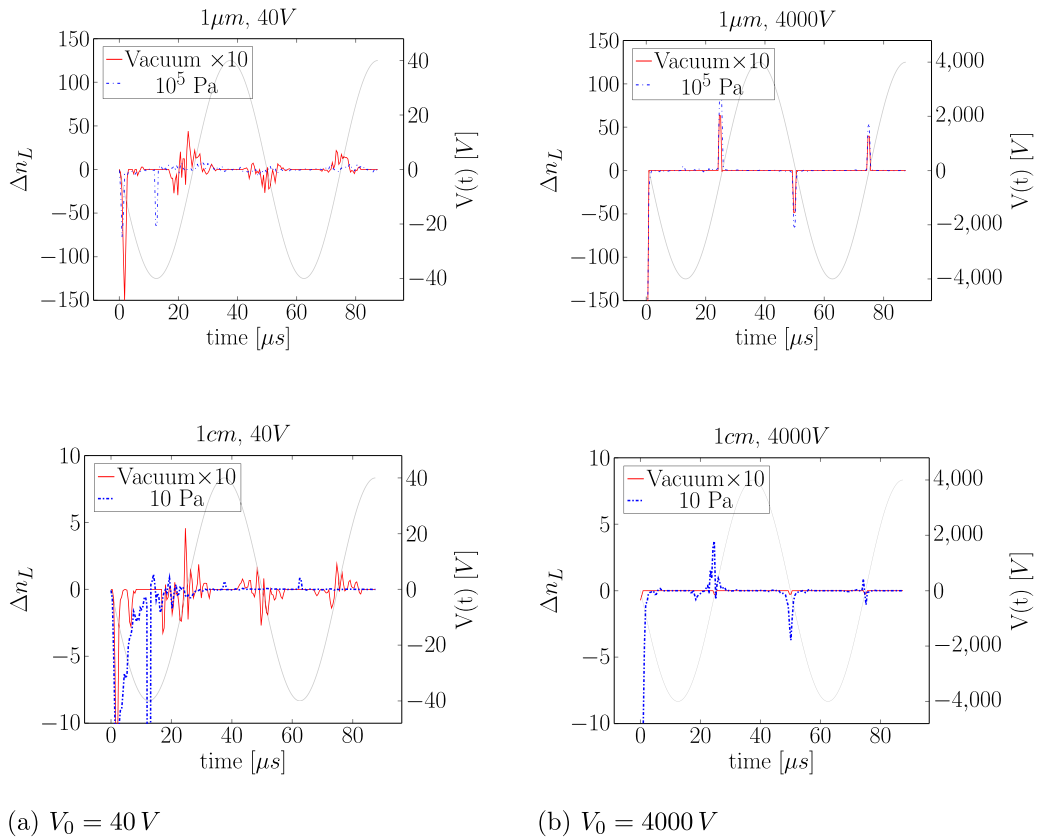 1μm, 40V
150
100
50
0
−50
−100
−150
Δn_L
Vacuum ×10
10^5 Pa
40
20
0
−20
−40
V(t) [V]
0 20 40 60 80
time [μs]
1μm, 4000V
150
100
50
0
−50
−100
−150
Δn_L
Vacuum×10
10^5 Pa
4,000
2,000
0
−2,000
−4,000
V(t) [V]
0 20 40 60 80
time [μs]
1cm, 40V
10
5
0
−5
−10
Δn_L
Vacuum×10
10 Pa
40
20
0
−20
−40
V(t) [V]
0 20 40 60 80
time [μs]
1cm, 4000V
10
5
0
−5
−10
Δn_L
Vacuum×10
10 Pa
4,000
2,000
0
−2,000
−4,000
V(t) [V]
0 20 40 60 80
time [μs]
(a) V_0 = 40 V
(b) V_0 = 4000 V